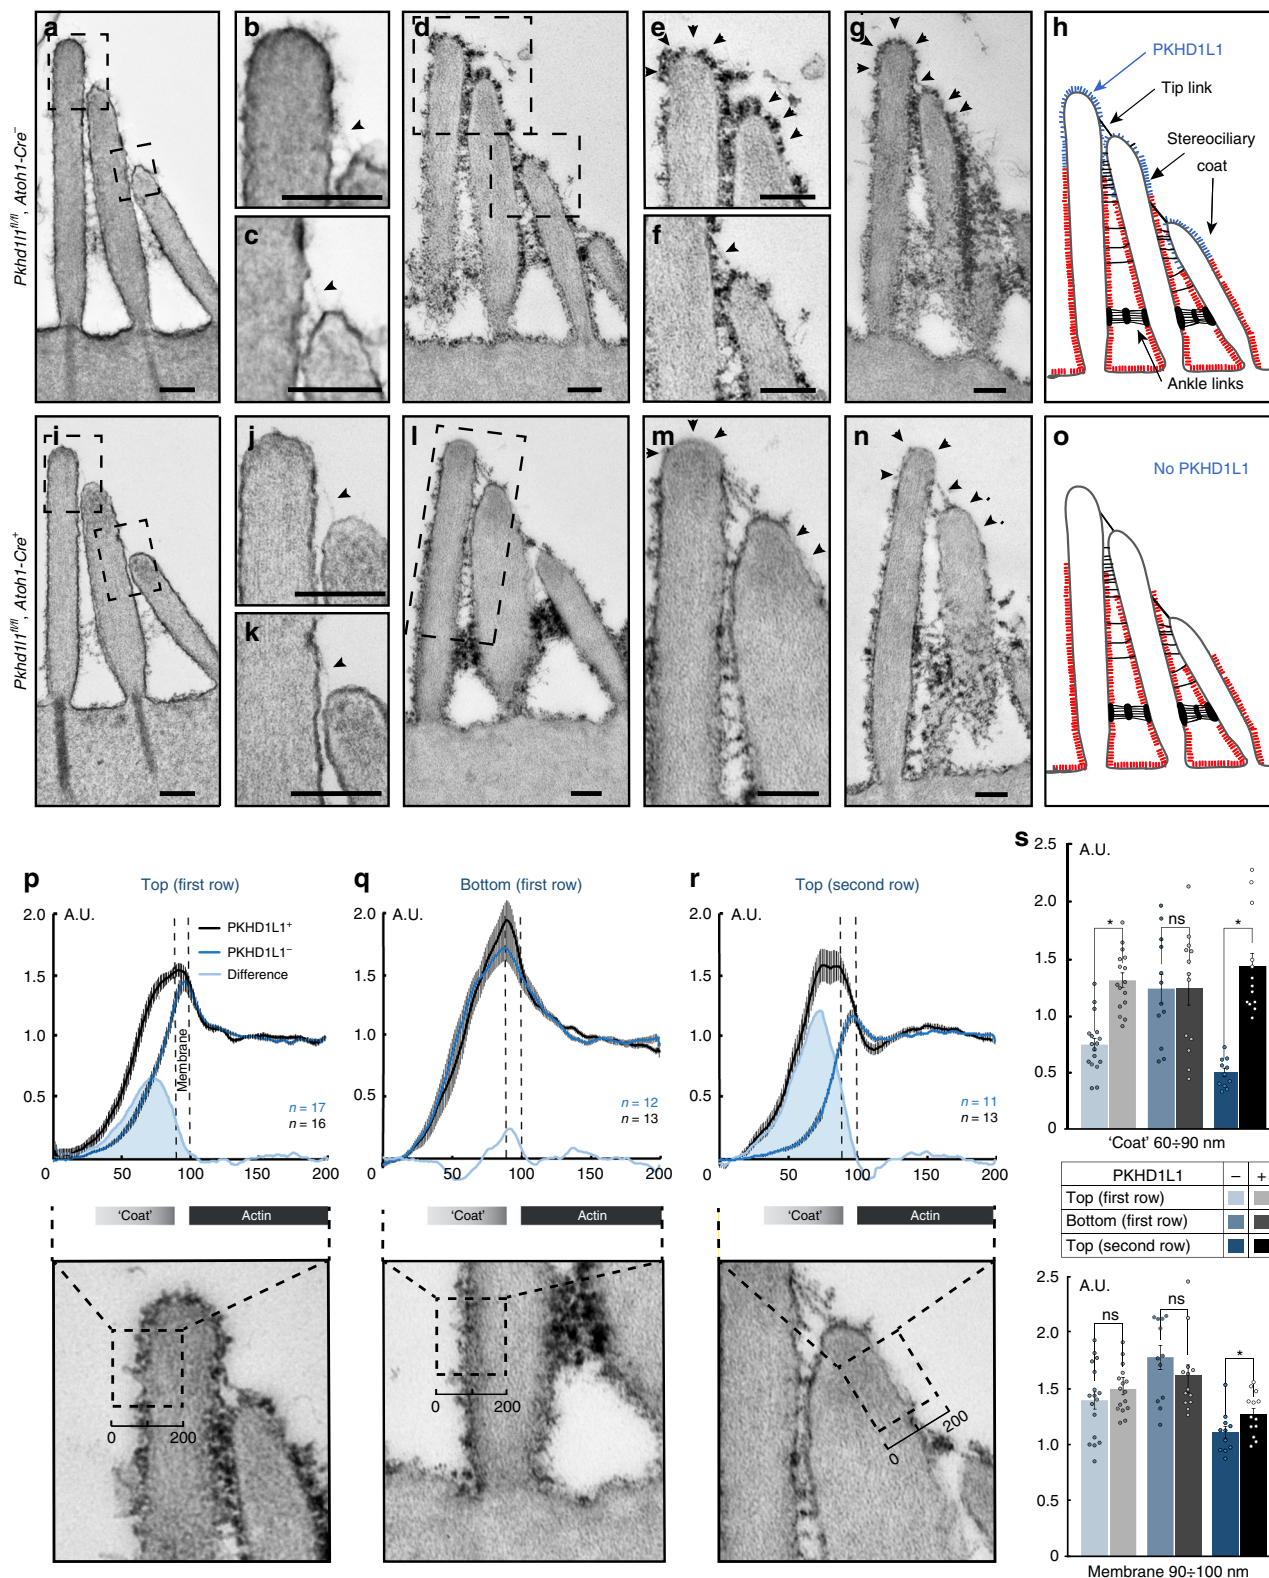 a
b
c
d
e
f
g
h
PKHD1L1
Tip link
Stereociliary
coat
Ankle links
Pkhd1l1fl/fl, Atoh1-Cre−
i
j
k
l
m
n
o
No PKHD1L1
Pkhd1l1fl/fl, Atoh1-Cre+
p
Top (first row)
2.0
A.U.
PKHD1L1+
PKHD1L1−
Difference
1.5
1.0
Membrane
0.5
n = 17
n = 16
0
50
100
150
200
'Coat'
Actin
0
200
q
Bottom (first row)
2.0
A.U.
1.5
1.0
0.5
n = 12
n = 13
0
50
100
150
200
'Coat'
Actin
0
200
r
Top (second row)
2.0
1.5
1.0
0.5
n = 11
n = 13
0
50
100
150
200
'Coat'
Actin
0
200
s
2.5
A.U.
2.0
* ns *
1.5
1.0
0.5
0
'Coat' 60÷90 nm
PKHD1L1 − +
Top (first row)
Bottom (first row)
Top (second row)
2.5
A.U.
ns ns *
2.0
1.5
1.0
0.5
0
Membrane 90÷100 nm